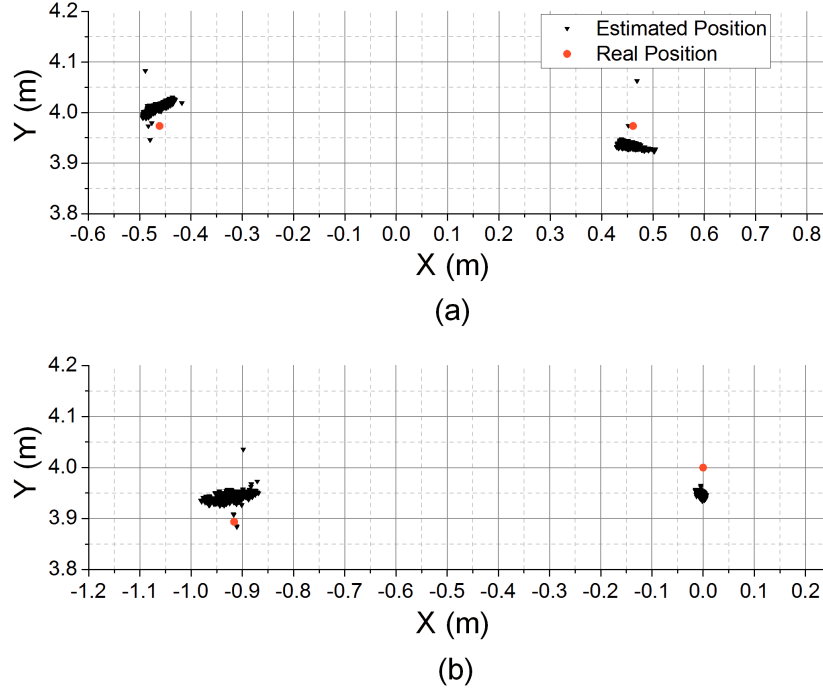 4.2
Estimated Position
Real Position
4.1
4.0
3.9
3.8
Y (m)
-0.6 -0.5 -0.4 -0.3 -0.2 -0.1 0.0 0.1 0.2 0.3 0.4 0.5 0.6 0.7 0.8
X (m)
(a)
4.2
4.1
4.0
3.9
3.8
Y (m)
-1.2 -1.1 -1.0 -0.9 -0.8 -0.7 -0.6 -0.5 -0.4 -0.3 -0.2 -0.1 0.0 0.1 0.2
X (m)
(b)